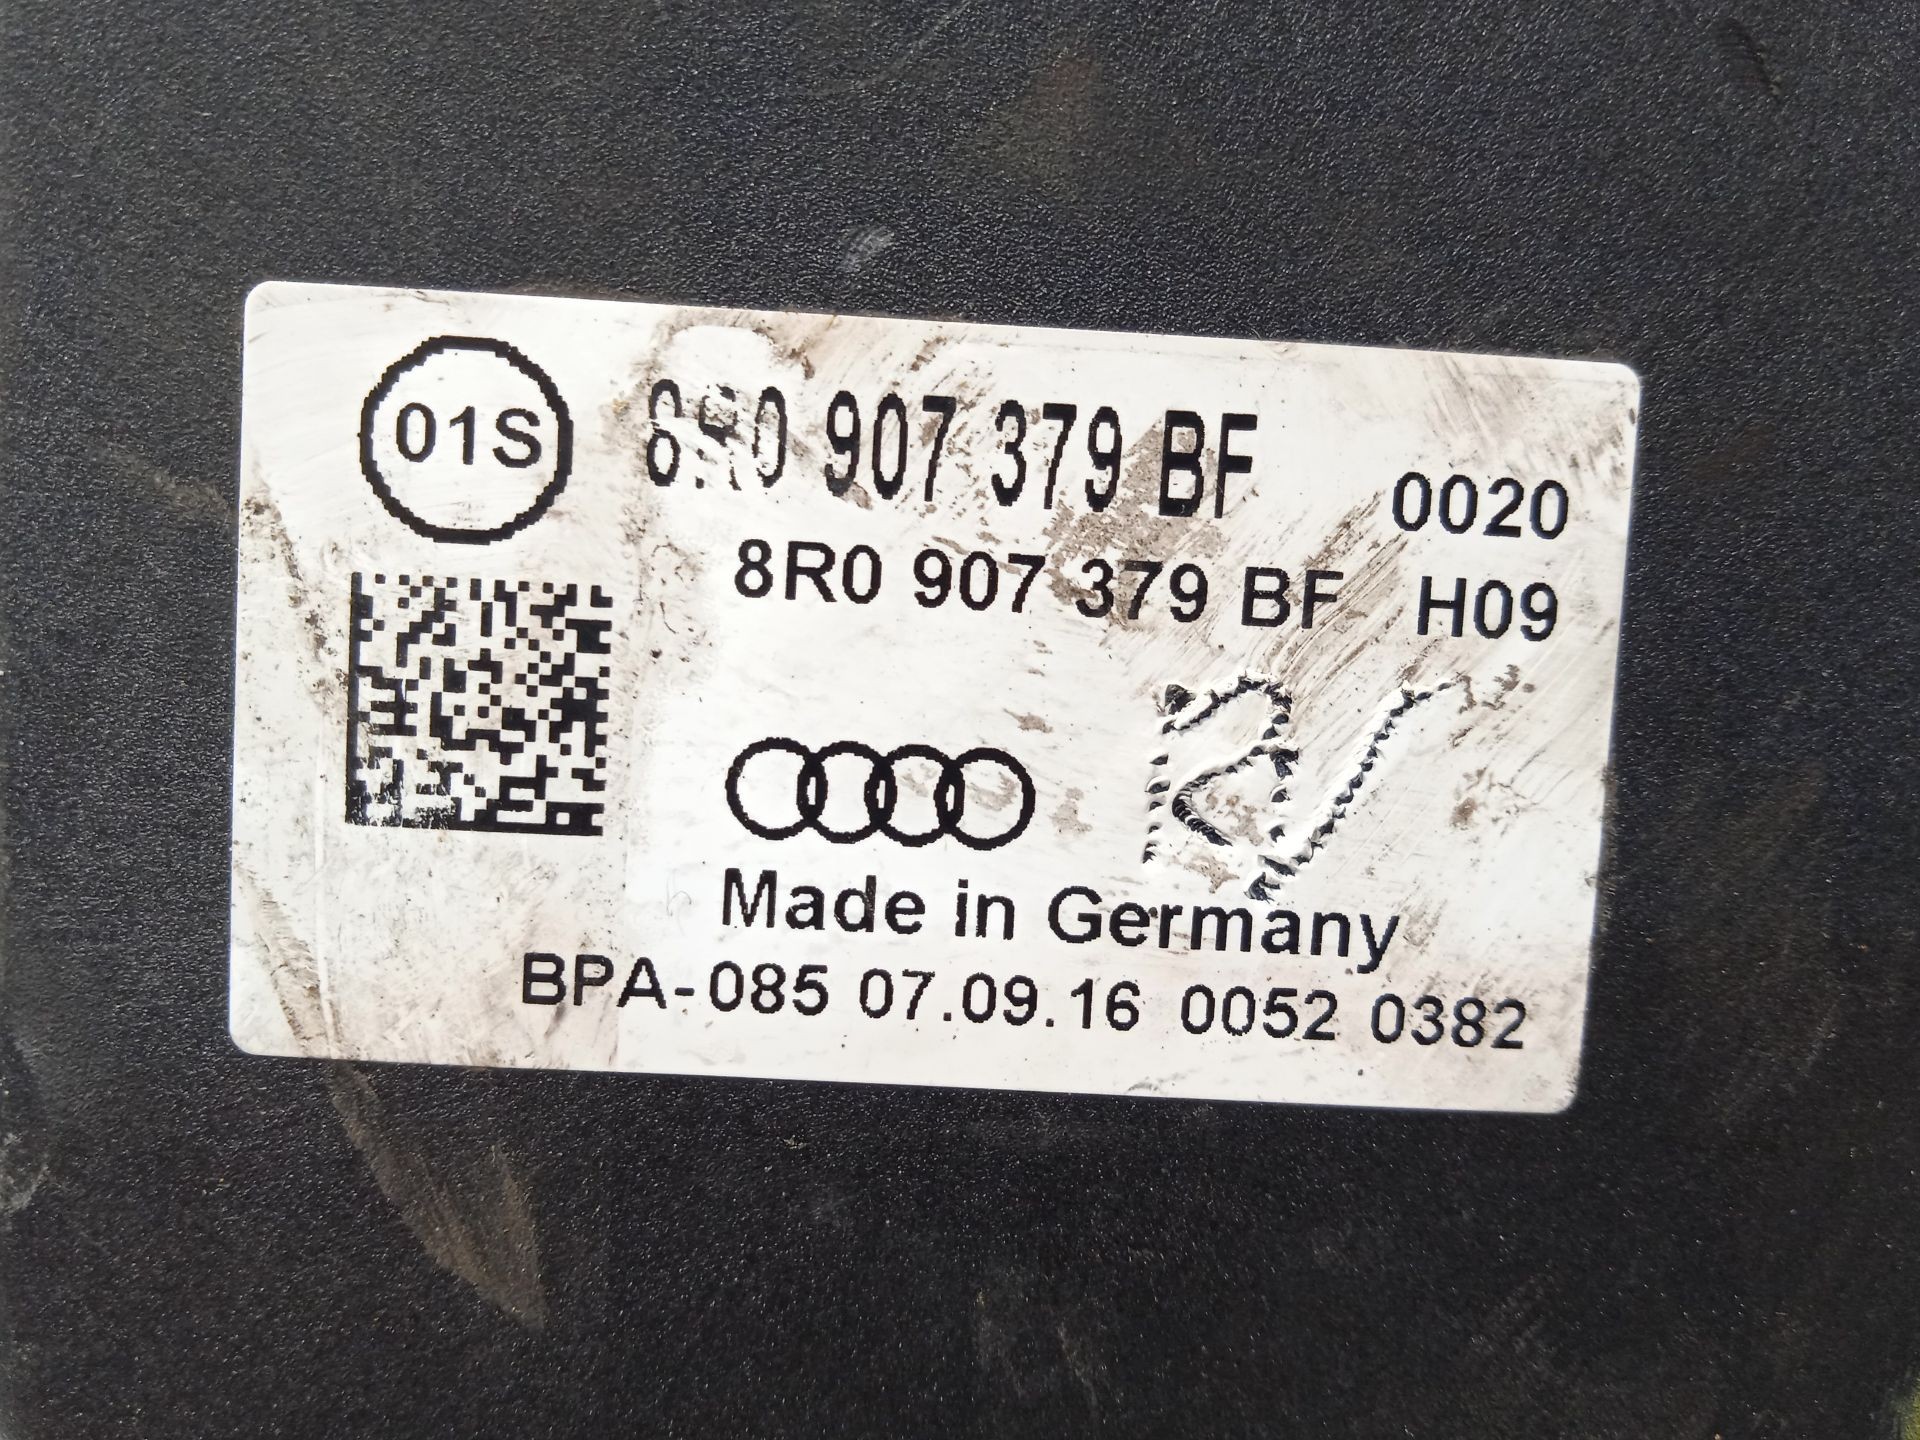 01S
8R0 907 379 BF
0020
8R0 907 379 BF H09
Made in Germany
BPA-085 07.09.16 0052 0382